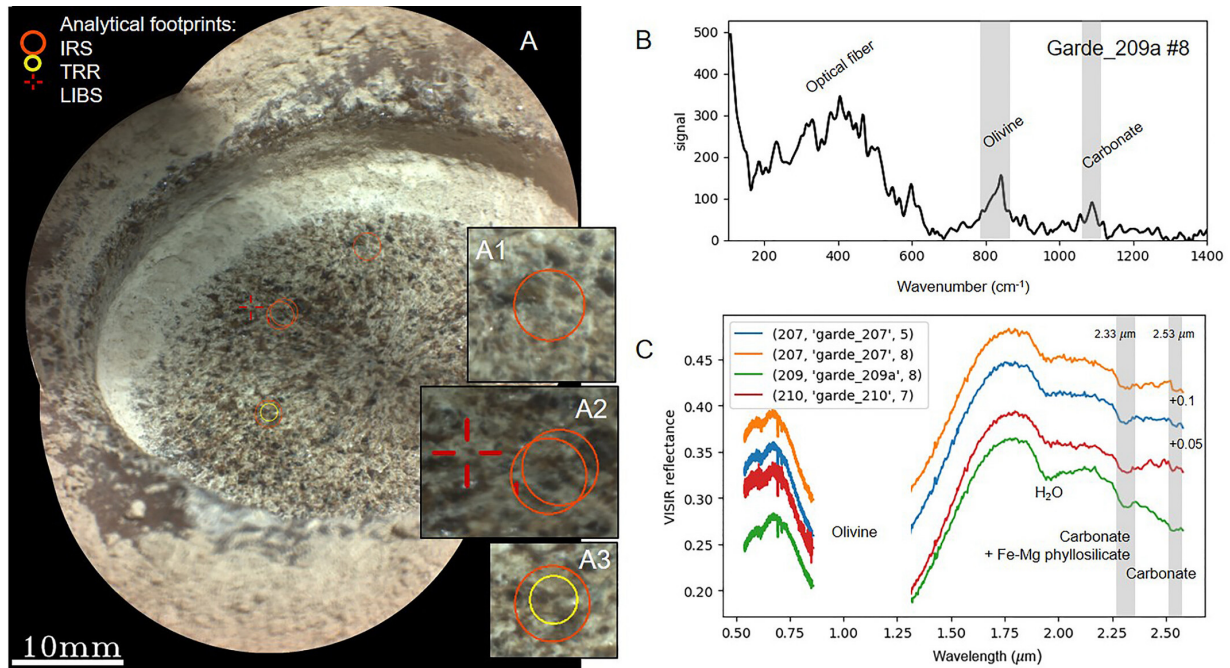 Analytical footprints:
IRS
TRR
LIBS
A
A1
A2
A3
10mm
B
Garde_209a #8
Optical fiber
Olivine
Carbonate
signal
500
400
300
200
100
0
200 400 600 800 1000 1200 1400
Wavenumber (cm⁻¹)
C
(207, 'garde_207', 5)
(207, 'garde_207', 8)
(209, 'garde_209a', 8)
(210, 'garde_210', 7)
2.33 μm
2.53 μm
+0.1
+0.05
H₂O
Olivine
Carbonate
+ Fe-Mg phyllosilicate
Carbonate
VISIR reflectance
0.45
0.40
0.35
0.30
0.25
0.20
0.50 0.75 1.00 1.25 1.50 1.75 2.00 2.25 2.50
Wavelength (μm)